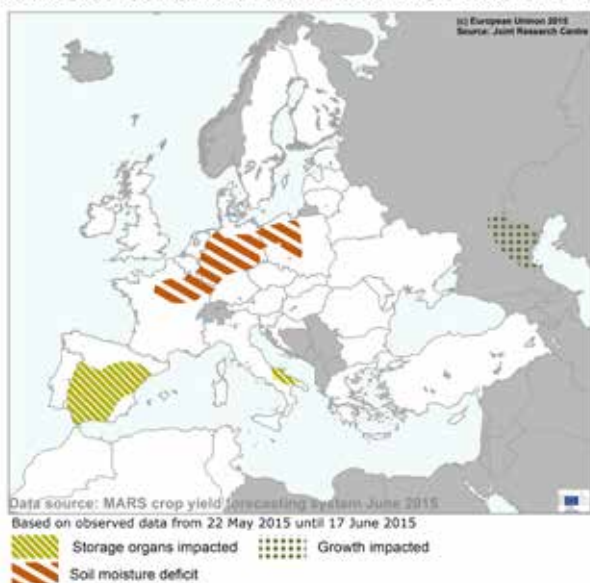 (c) European Uninon 2015
Source: Joint Research Centre
Data source: MARS crop yield forecasting system June 2015
Based on observed data from 22 May 2015 until 17 June 2015
Storage organs impacted
Growth impacted
Soil moisture deficit